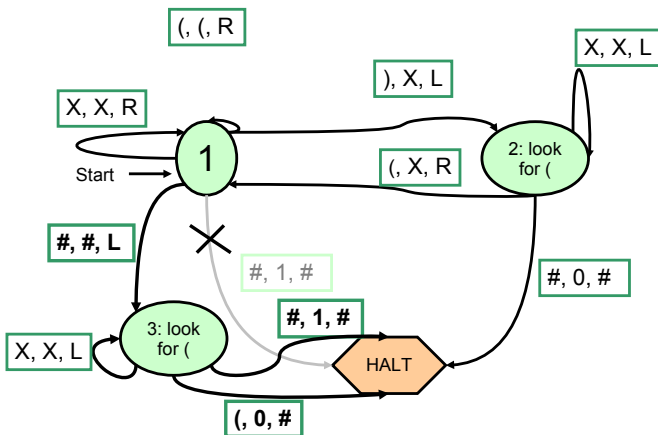 (, (, R
X, X, L
X, X, R
), X, L
1
2: look
for (
(, X, R
Start
#, #, L
#, 1, #
#, 0, #
3: look
for (
#, 1, #
X, X, L
HALT
(, 0, #